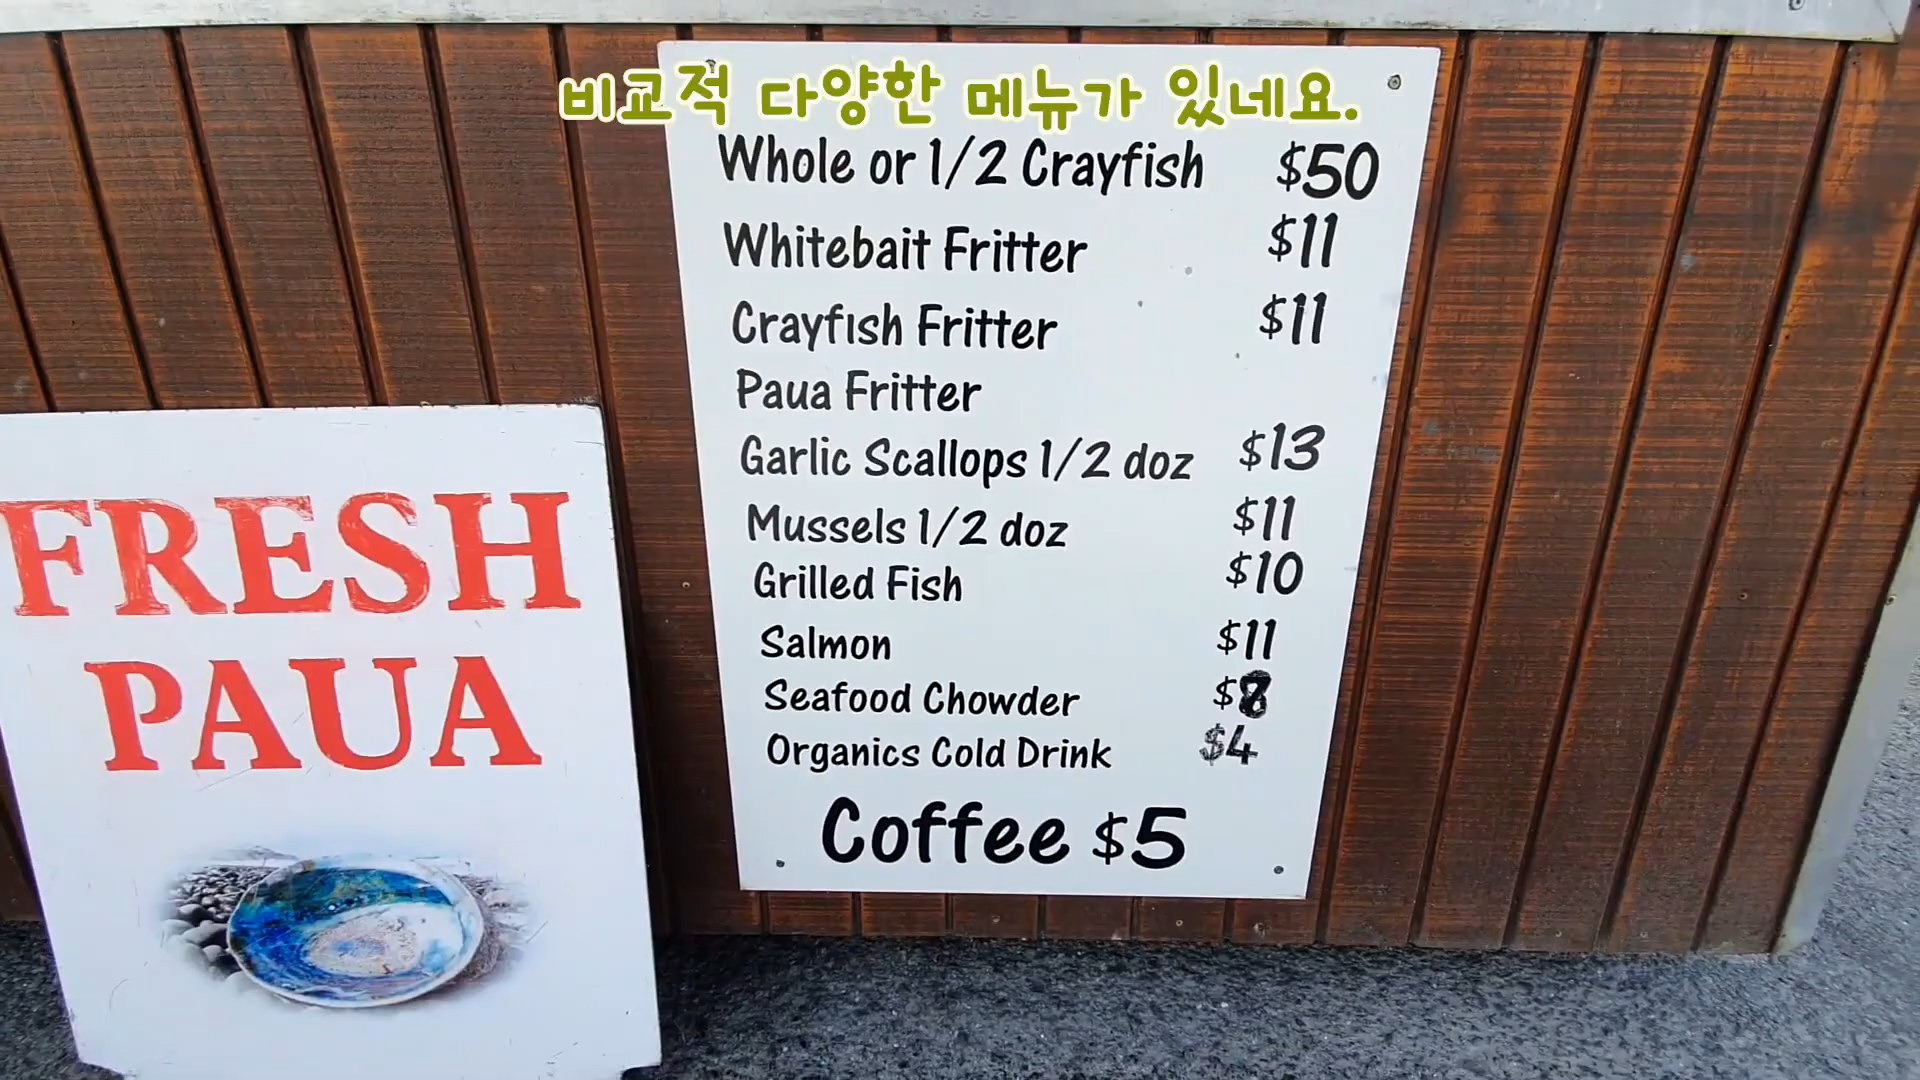 비교적 다양한 메뉴가 있네요.
Whole or 1/2 Crayfish $50
Whitebait Fritter $11
Crayfish Fritter $11
Paua Fritter
Garlic Scallops 1/2 doz $13
Mussels 1/2 doz $11
Grilled Fish $10
Salmon $11
Seafood Chowder $8
Organics Cold Drink $4
Coffee $5
FRESH
PAUA